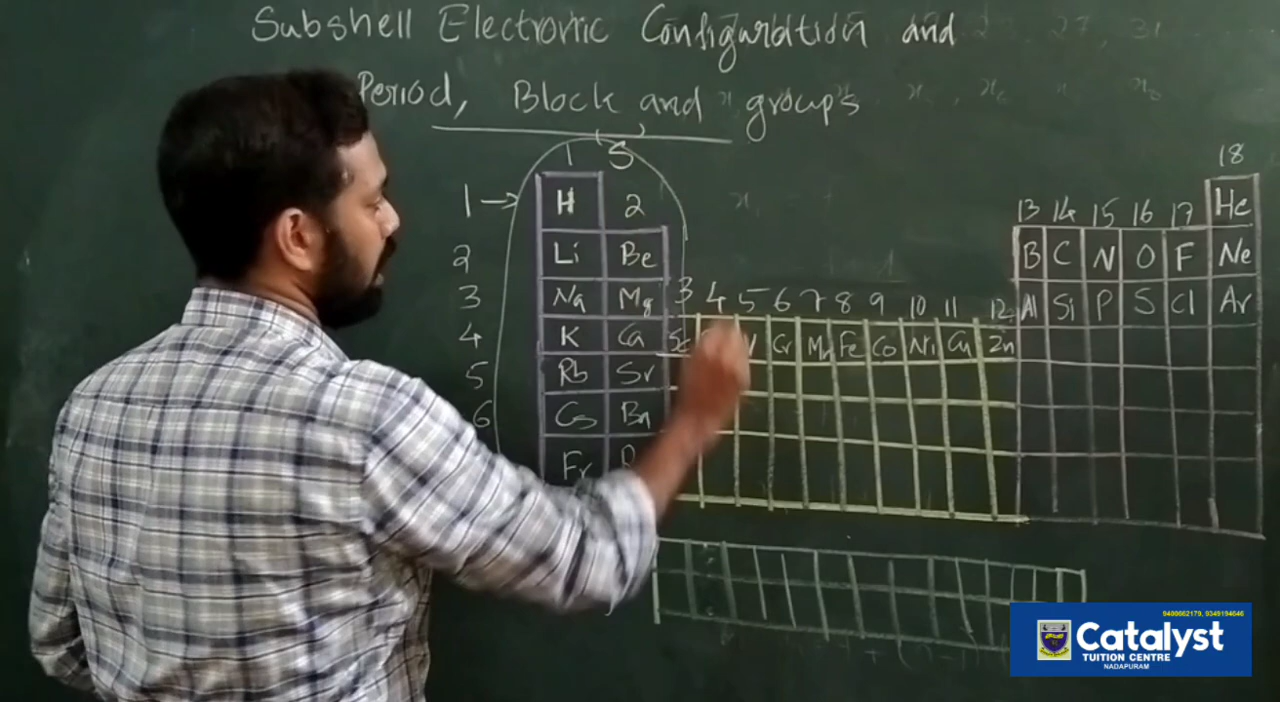 Subshell Electronic Configuration and
Period, Block and groups
1 S 18
1 H 2 13 14 15 16 17 He
2 Li Be B C N O F Ne
3 Na Mg 3 4 5 6 7 8 9 10 11 12 Al Si P S Cl Ar
4 K Ca Sc V Cr Mn Fe Co Ni Cu Zn
5 Rb Sr
6 Cs Ba
Fr
9400662179, 9349194646
Catalyst
TUITION CENTRE
NADAPURAM